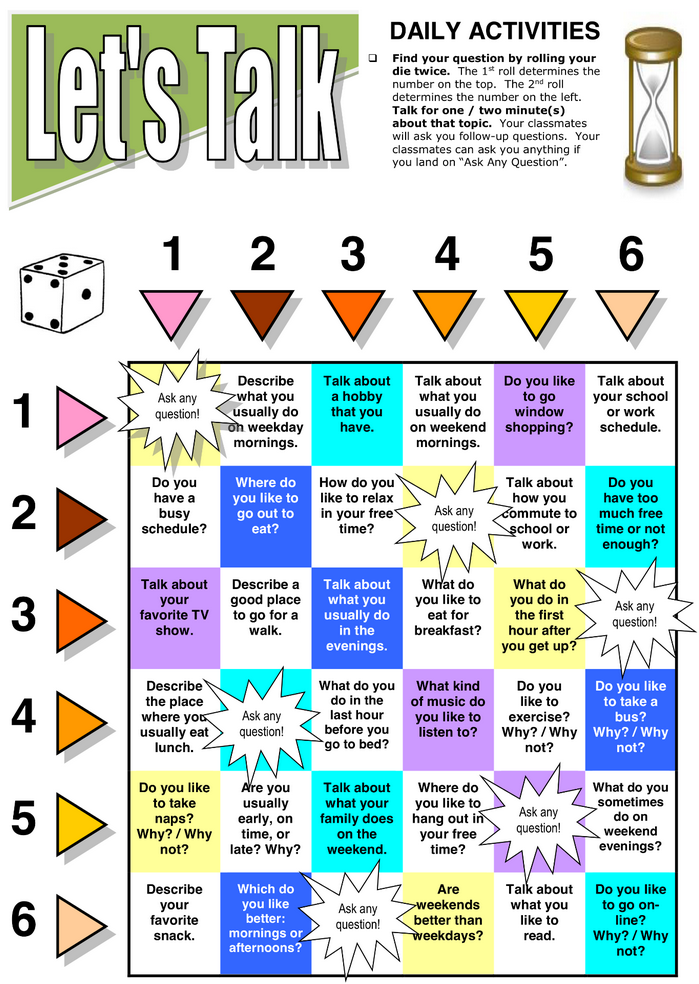 Let's Talk
DAILY ACTIVITIES
❑ Find your question by rolling your
die twice. The 1st roll determines the
number on the top. The 2nd roll
determines the number on the left.
Talk for one / two minute(s)
about that topic. Your classmates
will ask you follow-up questions. Your
classmates can ask you anything if
you land on “Ask Any Question”.
1 2 3 4 5 6
1
Ask any
question!
Describe
what you
usually do
on weekday
mornings.
Talk about
a hobby
that you
have.
Talk about
what you
usually do
on weekend
mornings.
Do you like
to go
window
shopping?
Talk about
your school
or work
schedule.
2
Do you
have a
busy
schedule?
Where do
you like to
go out to
eat?
How do you
like to relax
in your free
time?
Ask any
question!
Talk about
how you
commute to
school or
work.
Do you
have too
much free
time or not
enough?
3
Talk about
your
favorite TV
show.
Describe a
good place
to go for a
walk.
Talk about
what you
usually do
in the
evenings.
What do
you like to
eat for
breakfast?
What do
you do in
the first
hour after
you get up?
Ask any
question!
4
Describe
the place
where you
usually eat
lunch.
Ask any
question!
What do you
do in the
last hour
before you
go to bed?
What kind
of music do
you like to
listen to?
Do you
like to
exercise?
Why? / Why
not?
Do you like
to take a
bus?
Why? / Why
not?
5
Do you like
to take
naps?
Why? / Why
not?
Are you
usually
early, on
time, or
late? Why?
Talk about
what your
family does
on the
weekend.
Where do
you like to
hang out in
your free
time?
Ask any
question!
What do you
sometimes
do on
weekend
evenings?
6
Describe
your
favorite
snack.
Which do
you like
better:
mornings or
afternoons?
Ask any
question!
Are
weekends
better than
weekdays?
Talk about
what you
like to
read.
Do you like
to go on-
line?
Why? / Why
not?